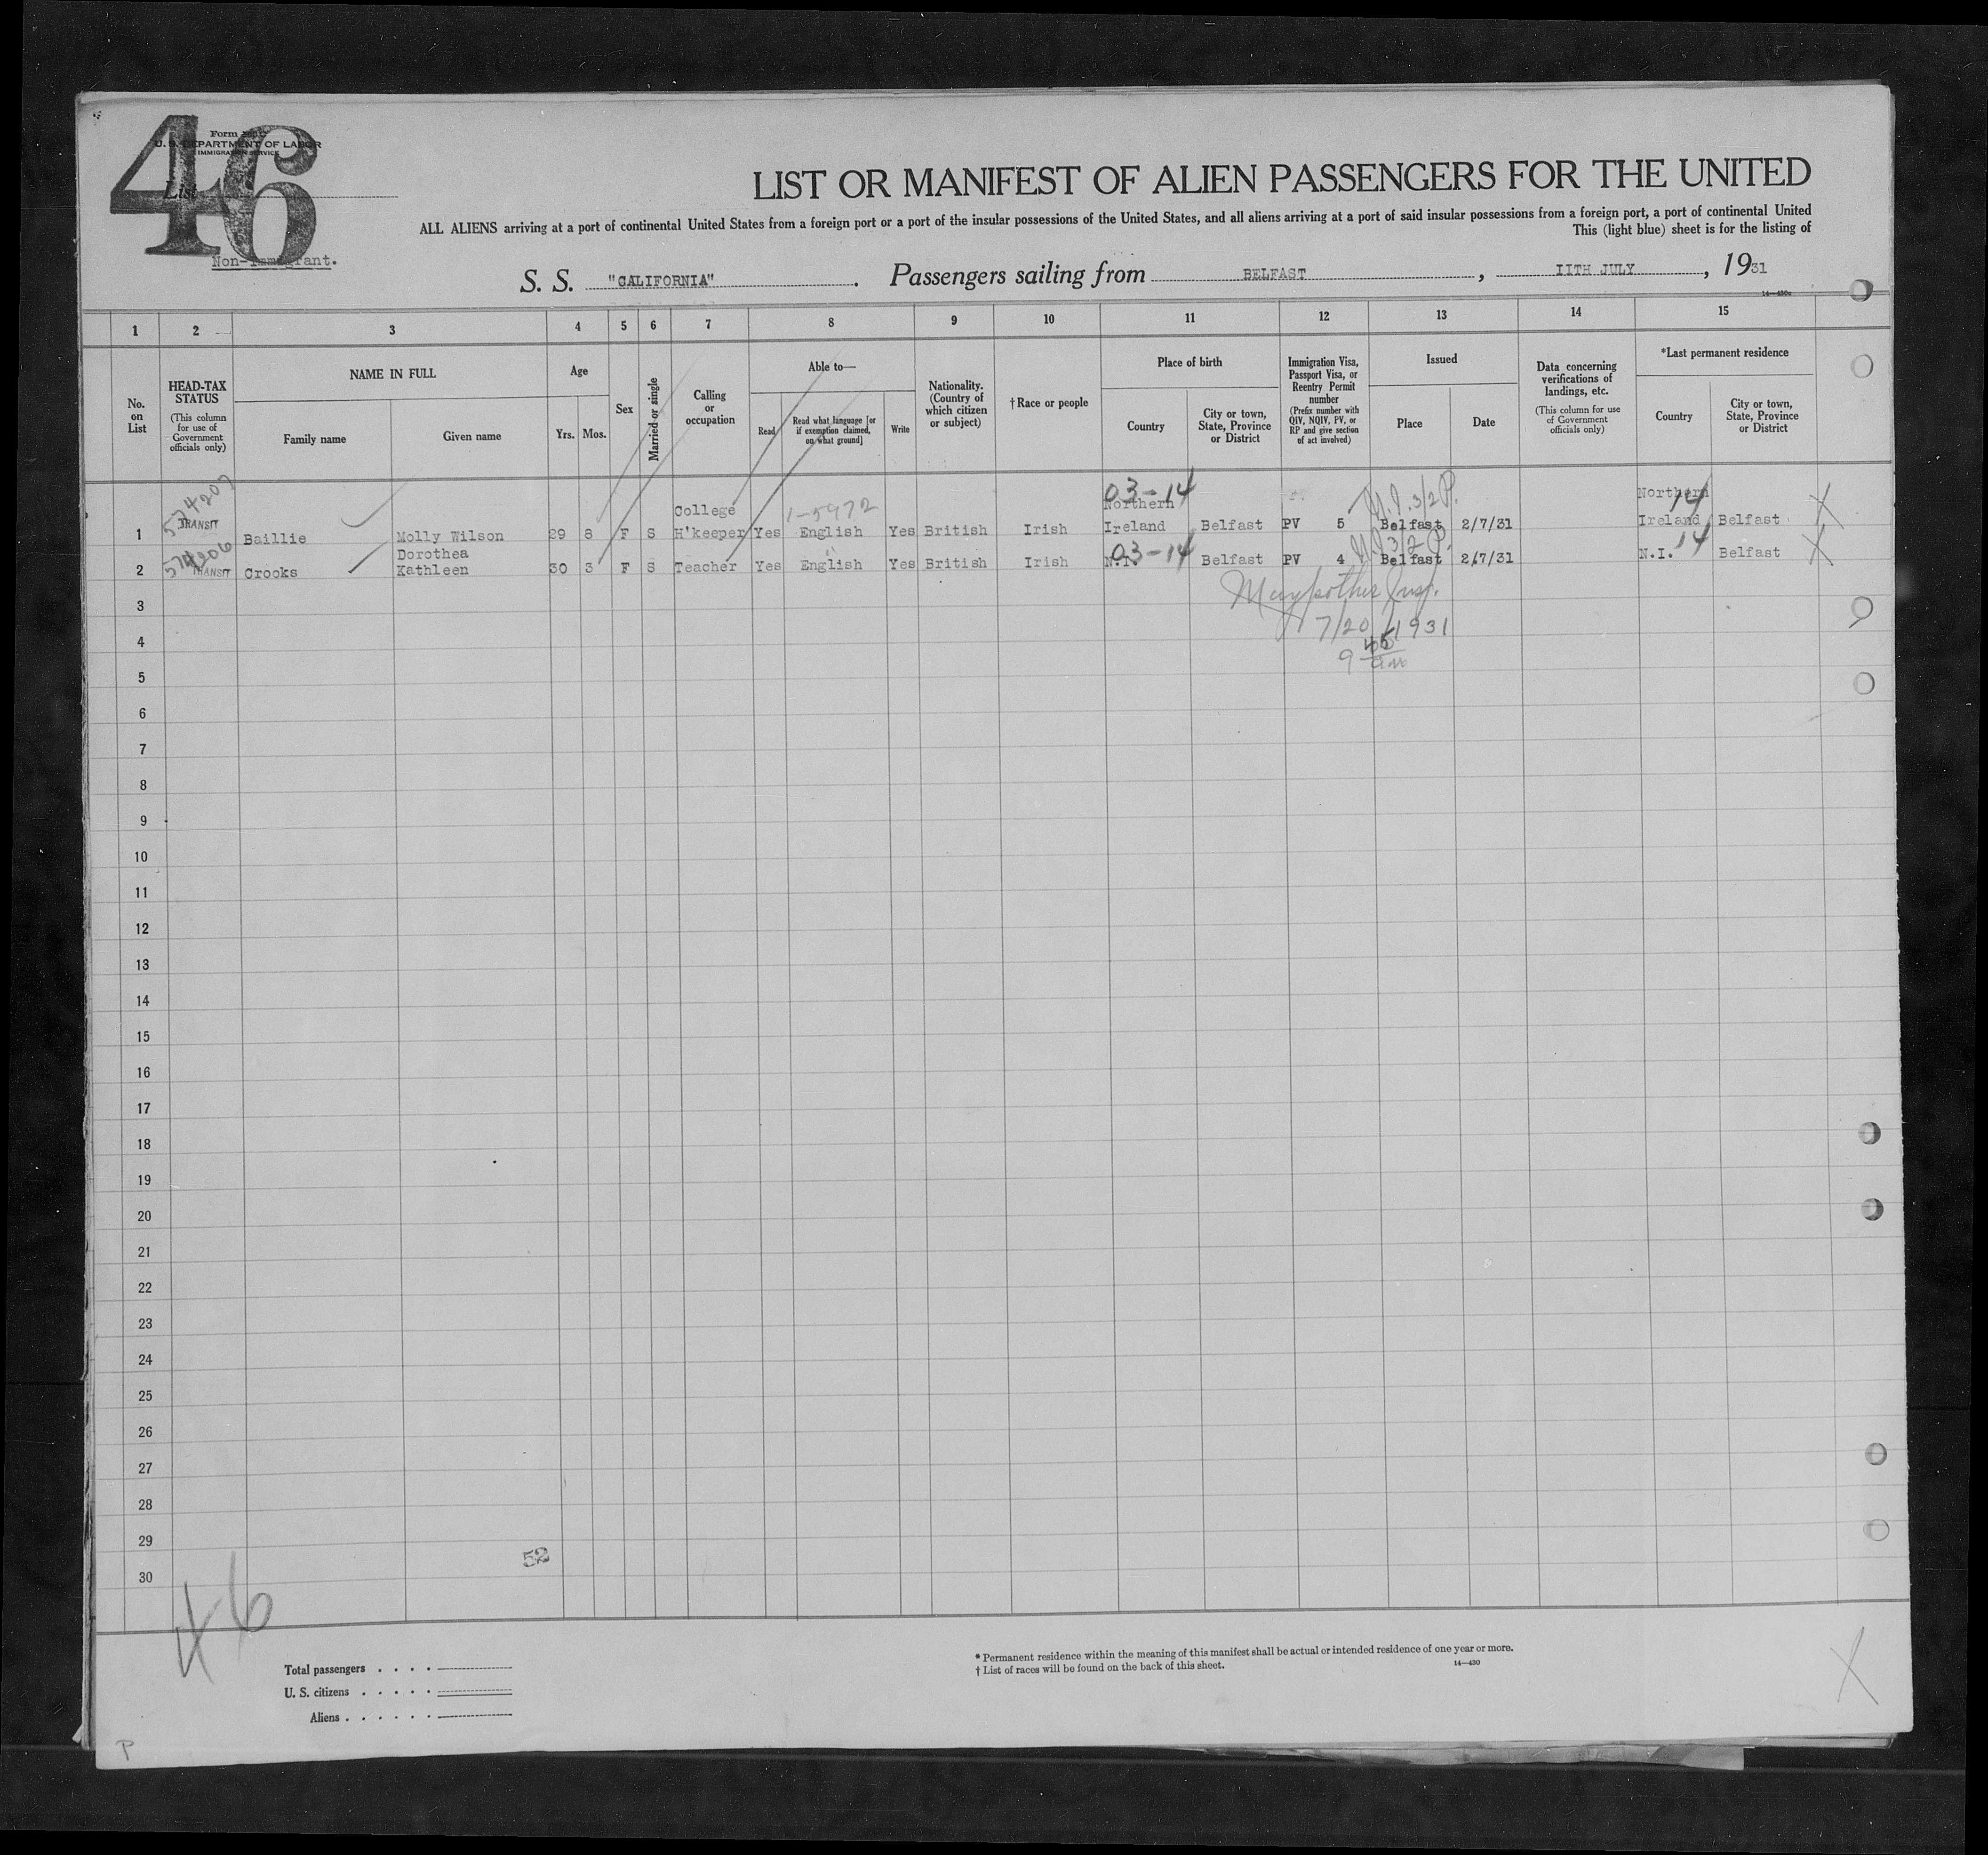 46
Form 500 C
U. S. DEPARTMENT OF LABOR
IMMIGRATION SERVICE
List
Non-Immigrant.
LIST OR MANIFEST OF ALIEN PASSENGERS FOR THE UNITED
ALL ALIENS arriving at a port of continental United States from a foreign port or a port of the insular possessions of the United States, and all aliens arriving at a port of said insular possessions from a foreign port, a port of continental United
This (light blue) sheet is for the listing of
S. S. "CALIFORNIA". Passengers sailing from BELFAST, IITH JULY, 1931
14—430a
1 2 3 4 5 6 7 8 9 10 11 12 13 14 15
No. on List
HEAD-TAX STATUS
(This column for use of Government officials only)
NAME IN FULL
Family name
Given name
Age
Yrs. Mos.
Sex
Married or single
Calling or occupation
Able to—
Read
Read what language [or if exemption claimed, on what ground]
Write
Nationality. (Country of which citizen or subject)
†Race or people
Place of birth
Country
City or town, State, Province or District
Immigration Visa, Passport Visa, or Reentry Permit number
(Prefix number with QIV, NQIV, PV, or RP and give section of act involved)
Issued
Place
Date
Data concerning verifications of landings, etc.
(This column for use of Government officials only)
*Last permanent residence
Country
City or town, State, Province or District
574207 03-14 14
College 1-5972 Northern Northern
1 TRANSIT Baillie Molly Wilson 29 8 F S H'keeper Yes English Yes British Irish Ireland Belfast PV 5 Belfast 2/7/31 Ireland Belfast X
574206 Dorothea 03-14 14
2 TRANSIT Crooks Kathleen 30 3 F S Teacher Yes English Yes British Irish N.I. Belfast PV 4 Belfast 2/7/31 N.I. Belfast X
3
7/20/1931
4
9 45 am
5
6
7
8
9
10
11
12
13
14
15
16
17
18
19
20
21
22
23
24
25
26
27
28
29
52
30
46
Total passengers . . . .
U. S. citizens . . . . .
Aliens . . . . . .
* Permanent residence within the meaning of this manifest shall be actual or intended residence of one year or more.
† List of races will be found on the back of this sheet.
14—430
X
P